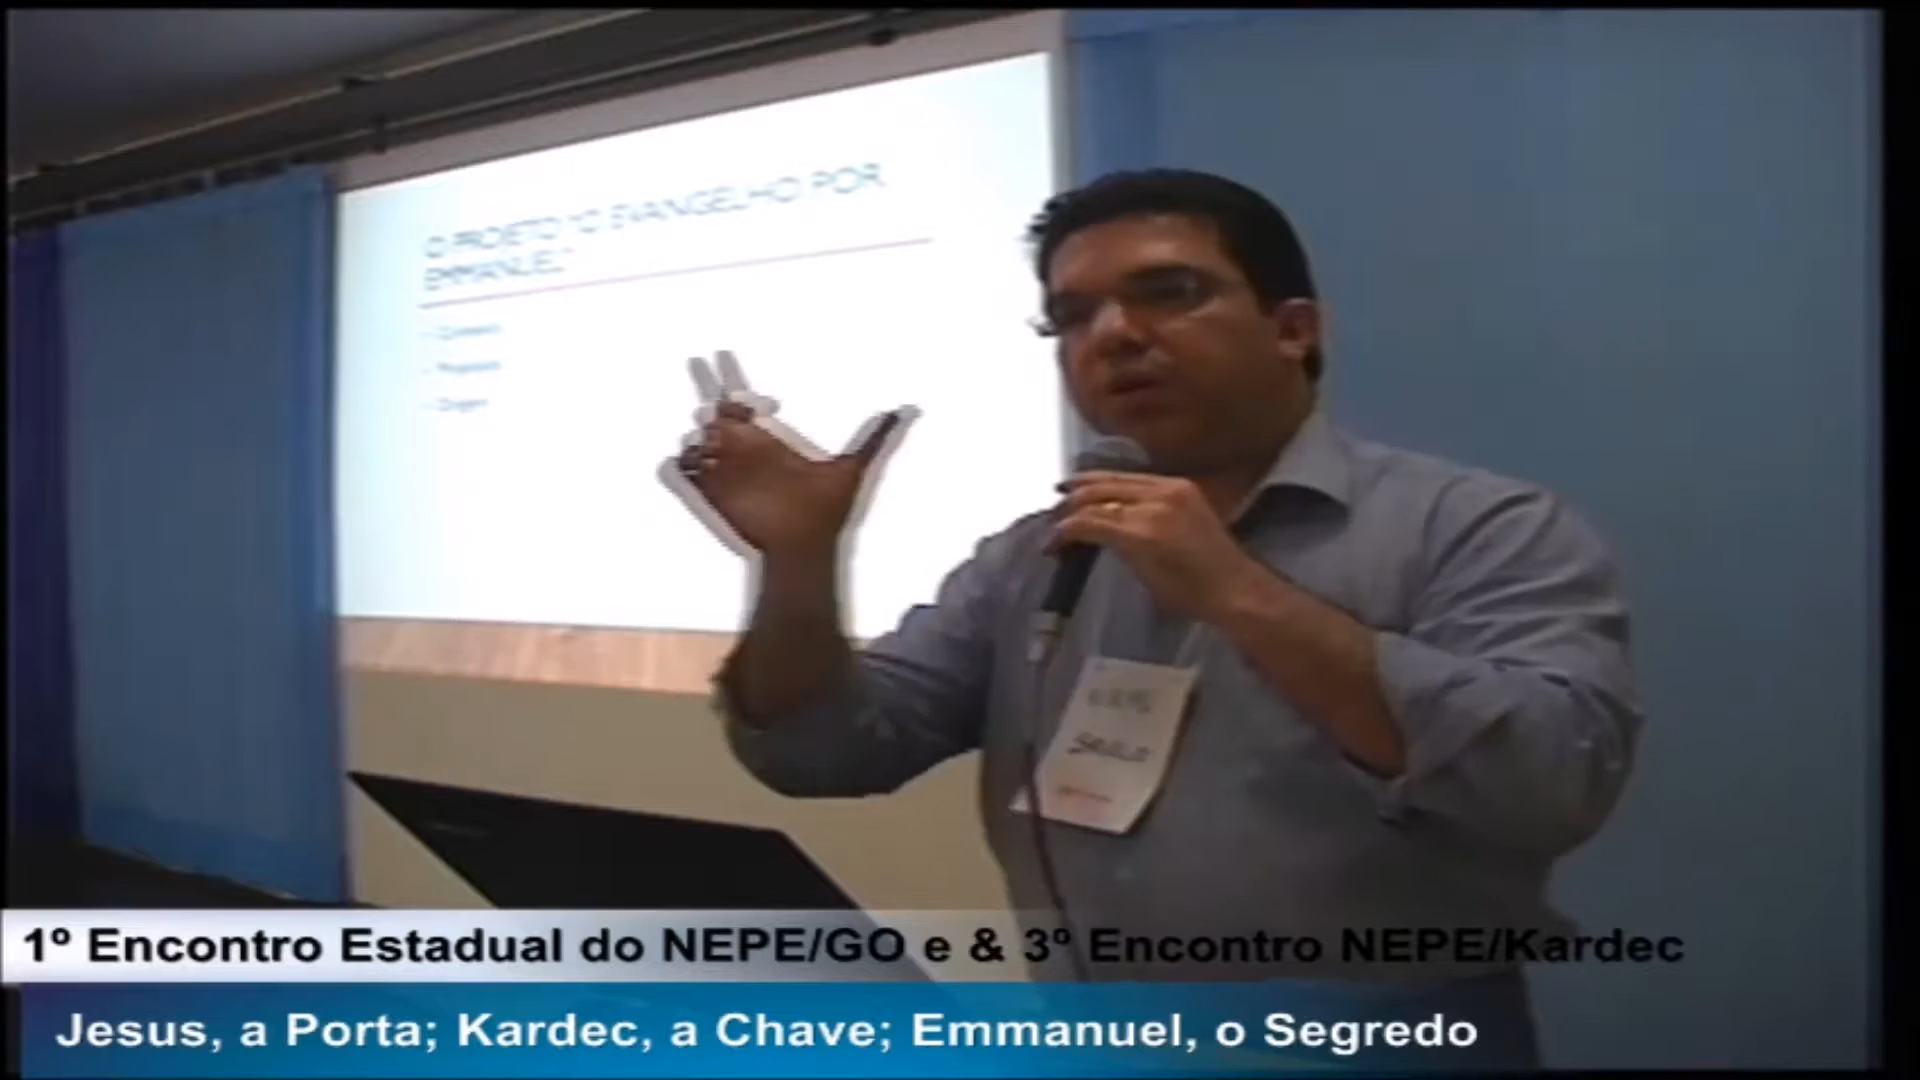 O PROJETO "O EVANGELHO POR
EMMANUEL"
SAULO
1º Encontro Estadual do NEPE/GO e & 3º Encontro NEPE/Kardec
Jesus, a Porta; Kardec, a Chave; Emmanuel, o Segredo